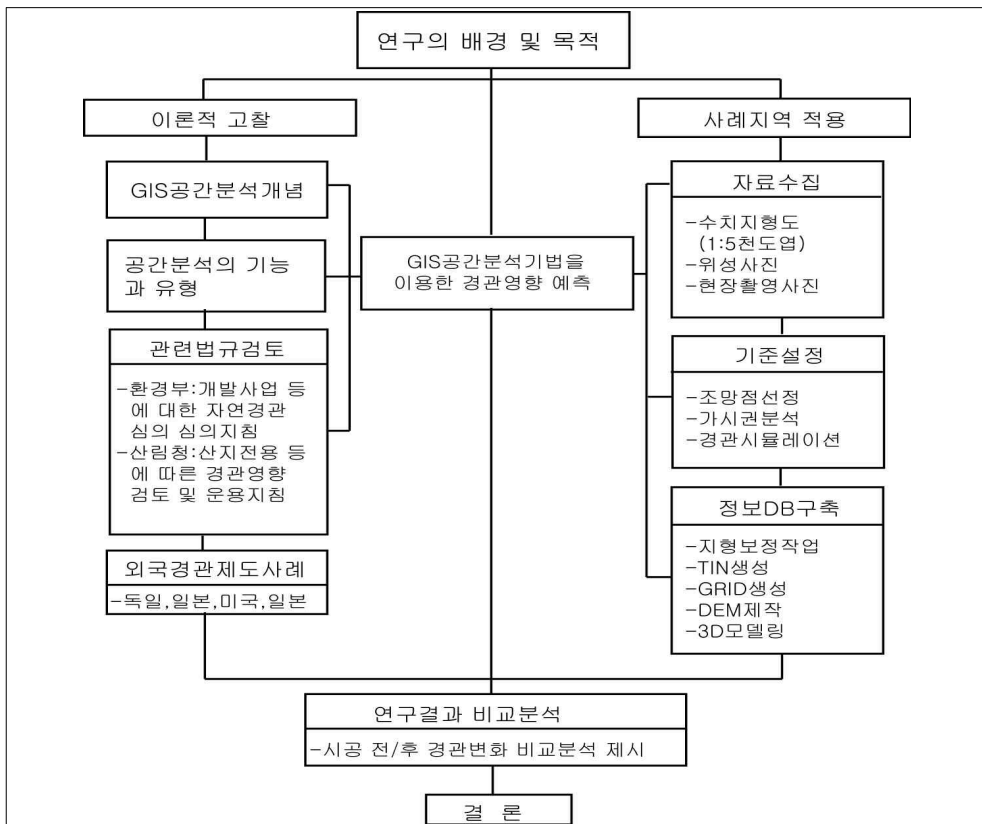 연구의 배경 및 목적
이론적 고찰
GIS공간분석개념
공간분석의 기능
과 유형
관련법규검토
-환경부:개발사업 등
에 대한 자연경관
심의 심의지침
-산림청:산지전용 등
에 따른 경관영향
검토 및 운용지침
외국경관제도사례
-독일,일본,미국,일본
GIS공간분석기법을
이용한 경관영향 예측
사례지역 적용
자료수집
-수치지형도
(1:5천도엽)
-위성사진
-현장촬영사진
기준설정
-조망점선정
-가시권분석
-경관시뮬레이션
정보DB구축
-지형보정작업
-TIN생성
-GRID생성
-DEM제작
-3D모델링
연구결과 비교분석
-시공 전/후 경관변화 비교분석 제시
결 론